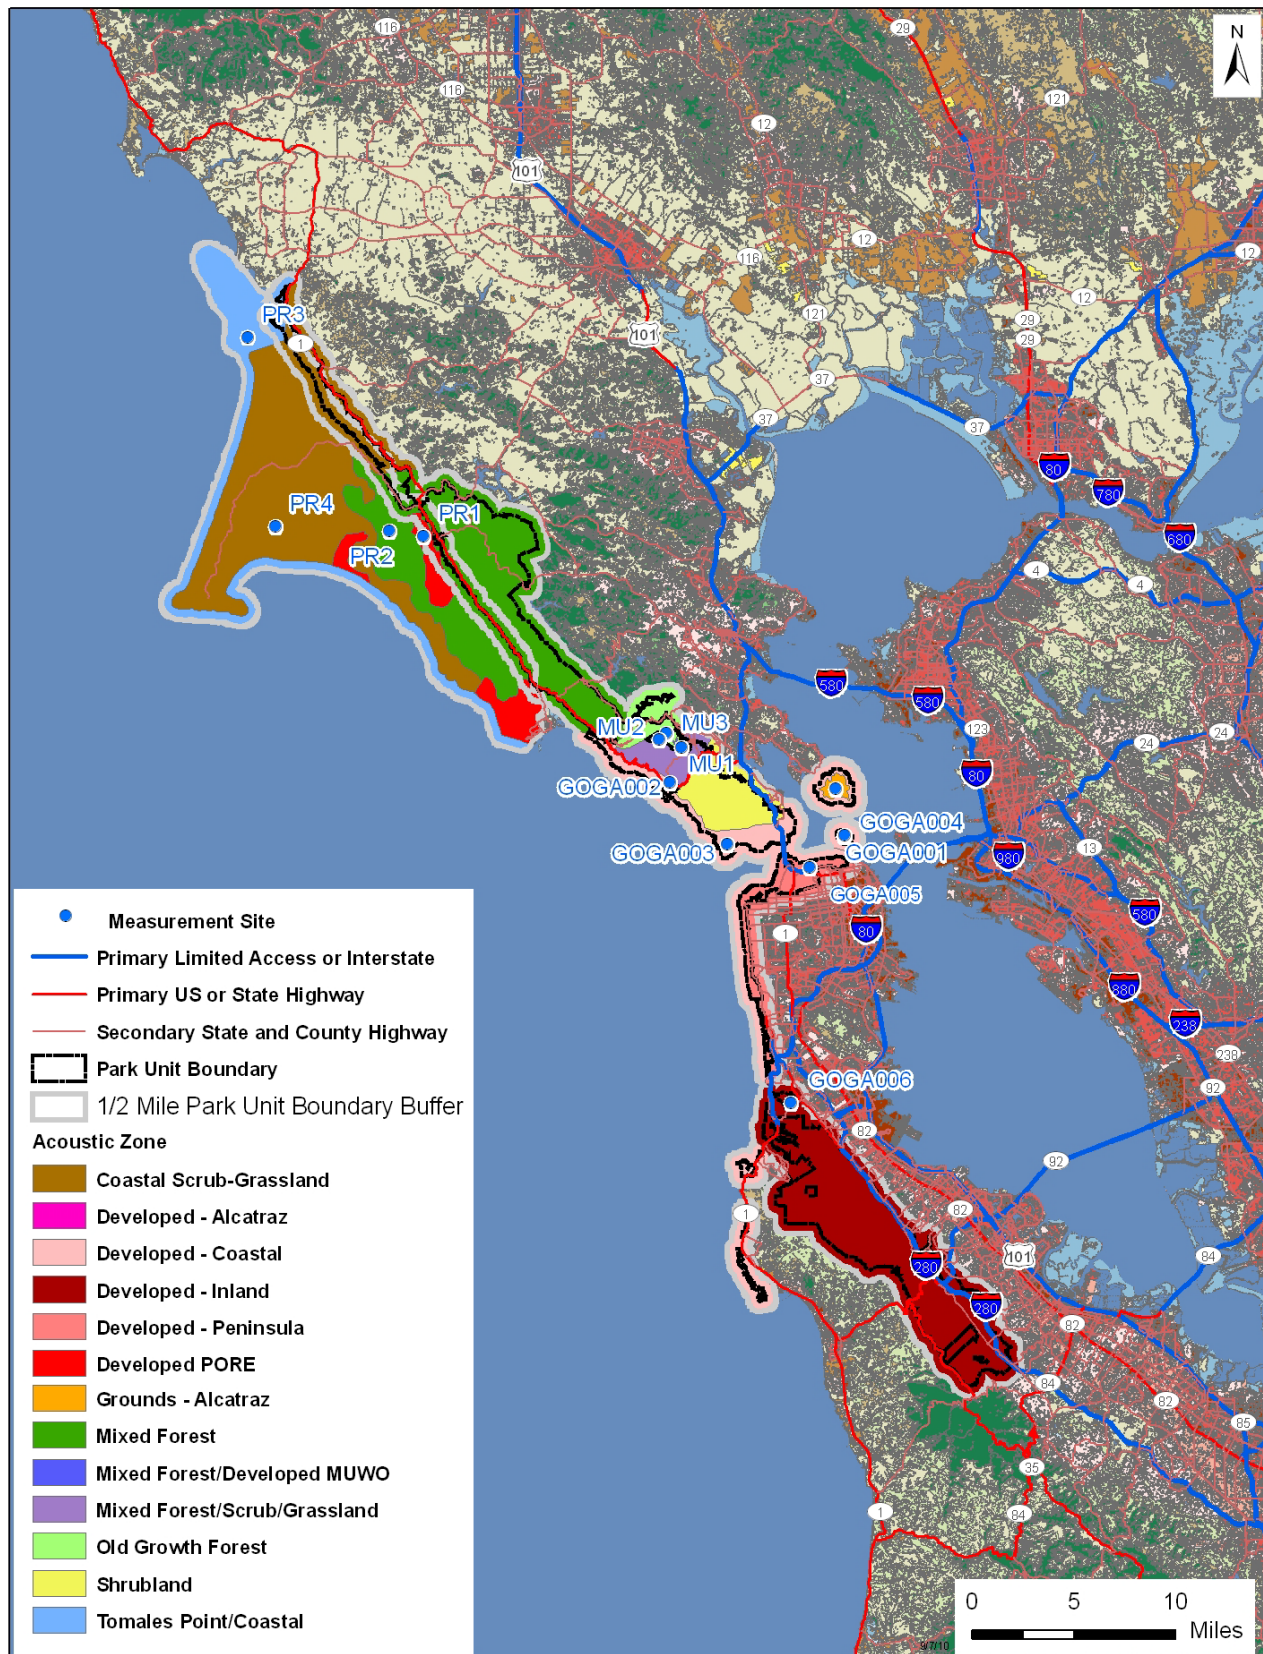 116
29
N
116
121
12
101
12
12
116
12
121
29
101
29
PR3
1
37
37
37
80
780
PR4
PR1
680
PR2
4
4
580
580
123
MU3
MU2
24
24
MU1
80
GOGA002
GOGA004
GOGA003
GOGA001
980
13
GOGA005
580
80
1
880
238
238
GOGA006
92
82
92
1
82
101
84
280
280
82
84
82
85
35
1
84
Measurement Site
Primary Limited Access or Interstate
Primary US or State Highway
Secondary State and County Highway
Park Unit Boundary
1/2 Mile Park Unit Boundary Buffer
Acoustic Zone
Coastal Scrub-Grassland
Developed - Alcatraz
Developed - Coastal
Developed - Inland
Developed - Peninsula
Developed PORE
Grounds - Alcatraz
Mixed Forest
Mixed Forest/Developed MUWO
Mixed Forest/Scrub/Grassland
Old Growth Forest
Shrubland
Tomales Point/Coastal
0 5 10
Miles
9/7/10